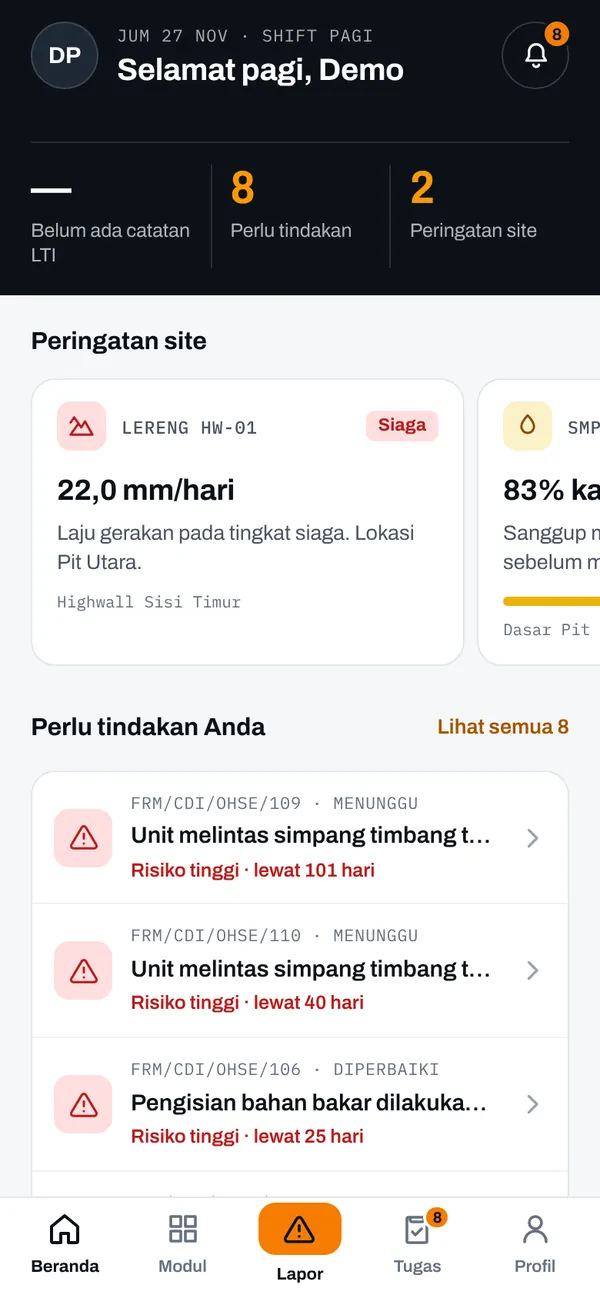 DP
JUM 27 NOV · SHIFT PAGI
Selamat pagi, Demo
8
—
Belum ada catatan
LTI
8
Perlu tindakan
2
Peringatan site
Peringatan site
LERENG HW-01
Siaga
22,0 mm/hari
Laju gerakan pada tingkat siaga. Lokasi
Pit Utara.
Highwall Sisi Timur
SMP
83% ka
Sanggup
sebelum
Dasar Pit
Perlu tindakan Anda
Lihat semua 8
FRM/CDI/OHSE/109 · MENUNGGU
Unit melintas simpang timbang t...
Risiko tinggi · lewat 101 hari
FRM/CDI/OHSE/110 · MENUNGGU
Unit melintas simpang timbang t...
Risiko tinggi · lewat 40 hari
FRM/CDI/OHSE/106 · DIPERBAIKI
Pengisian bahan bakar dilakuka...
Risiko tinggi · lewat 25 hari
Beranda
Modul
Lapor
8
Tugas
Profil